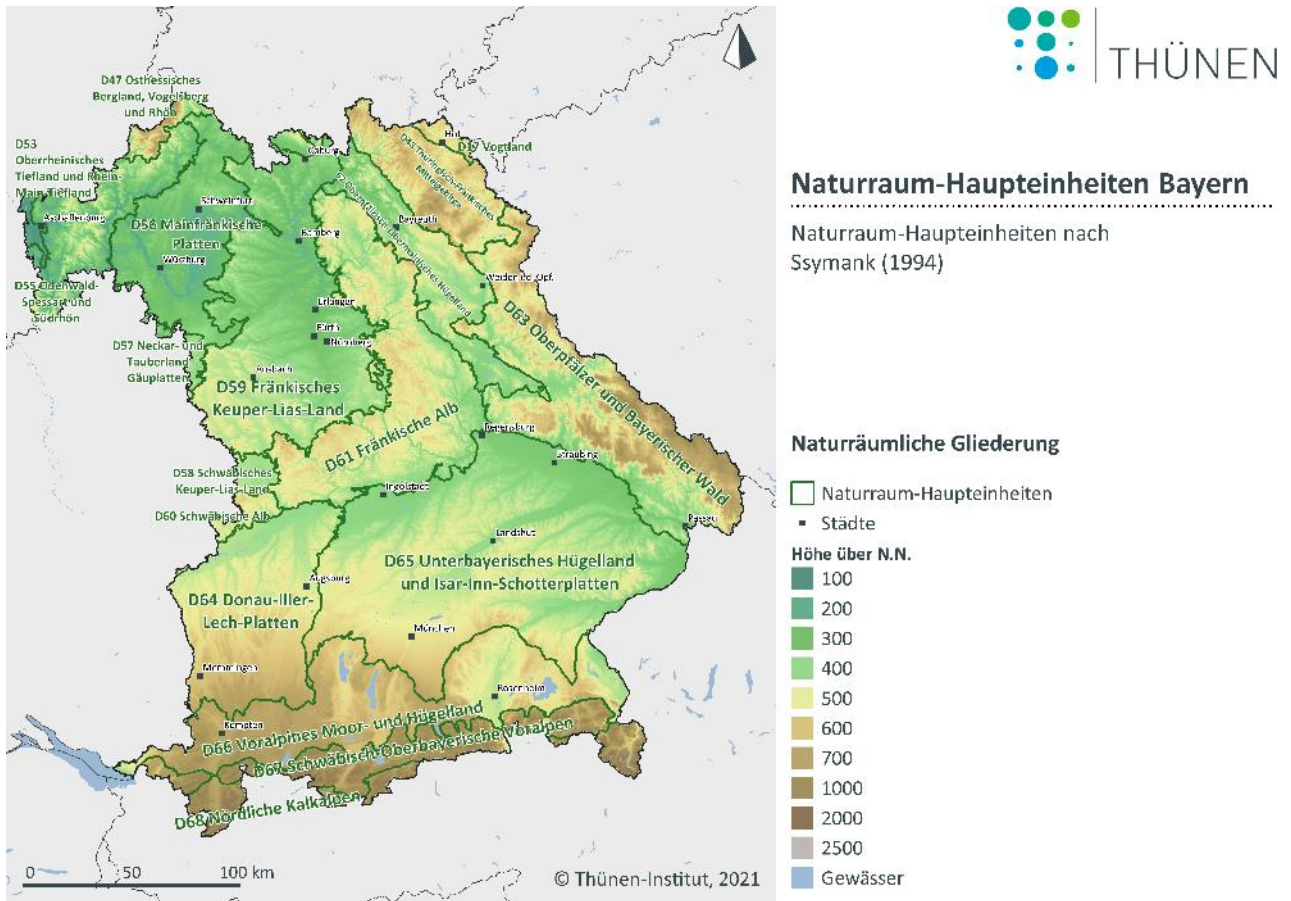 THÜNEN
Naturraum-Haupteinheiten Bayern
Naturraum-Haupteinheiten nach
Ssymank (1994)
Naturräumliche Gliederung
Naturraum-Haupteinheiten
Städte
Höhe über N.N.
100
200
300
400
500
600
700
1000
2000
2500
Gewässer
D47 Osthessisches
Bergland, Vogelsberg
und Rhön
D53
Oberrheinisches
Tiefland und Rhein-
Main Tiefland
Hof
D17 Vogtland
Coburg
Mittelgebirge
Schweinfurt
Aschaffenburg
D56 Mainfränkische
Platten
Bayreuth
Bamberg
Würzburg
Weiden i.d. Opf.
D55 Odenwald-
Spessart und
Südrhön
Erlangen
Fürth
Nürnberg
D63 Oberpfälzer und Bayerischer Wald
D57 Neckar- und
Tauberland
Gäuplatten
Ansbach
D59 Fränkisches
Keuper-Lias-Land
D61 Fränkische Alb
Regensburg
Straubing
D58 Schwäbisches
Keuper-Lias-Land
Ingolstadt
D60 Schwäbische Alb
Passau
Landshut
D65 Unterbayerisches Hügelland
und Isar-Inn-Schotterplatten
Augsburg
D64 Donau-Iller-
Lech-Platten
München
Memmingen
Rosenheim
Kempten
D66 Voralpines Moor- und Hügelland
D67 Schwäbisch-Oberbayerische Voralpen
D68 Nördliche Kalkalpen
0 50 100 km
© Thünen-Institut, 2021